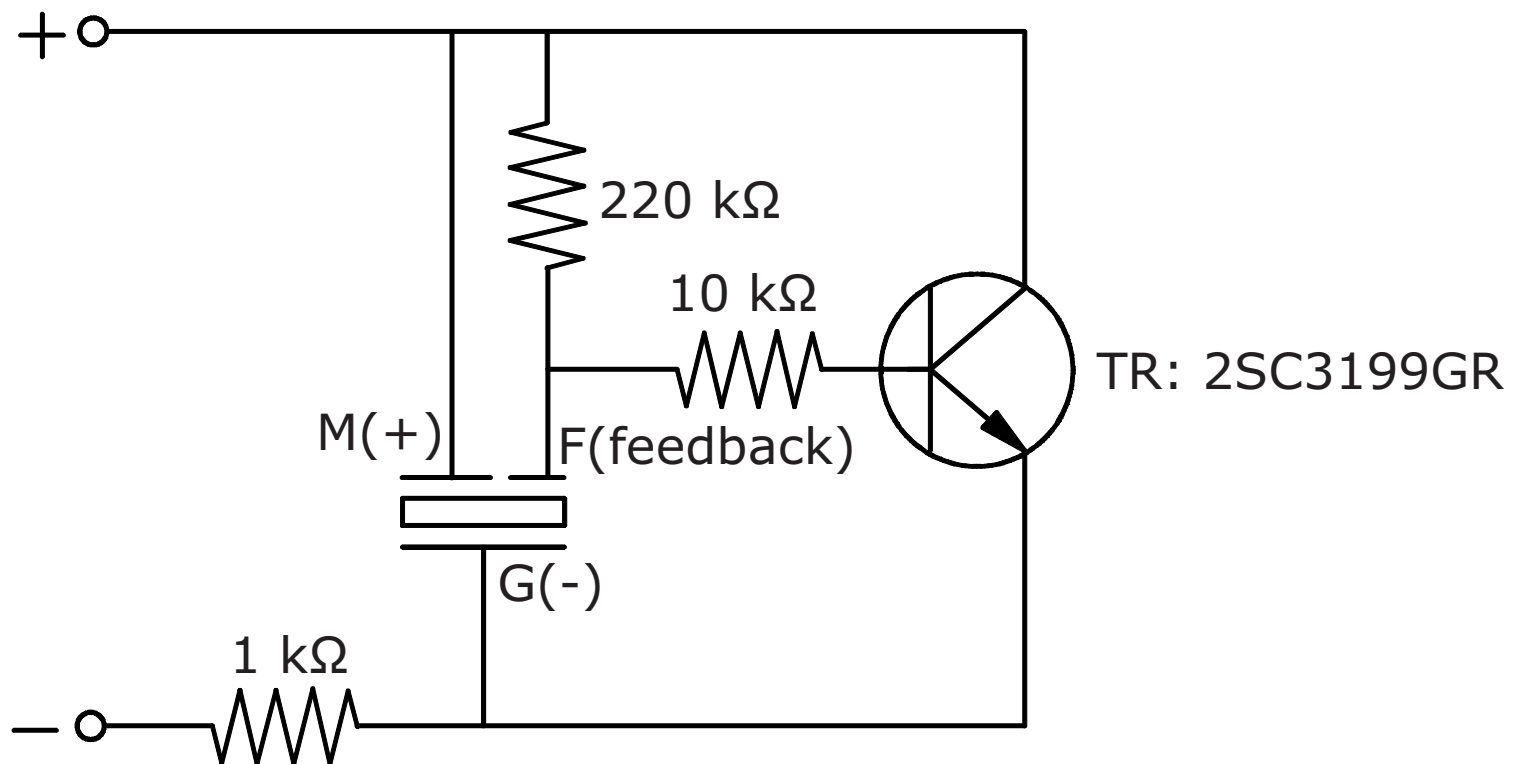 +
220 kΩ
10 kΩ
TR: 2SC3199GR
M(+)
F(feedback)
G(-)
1 kΩ
−